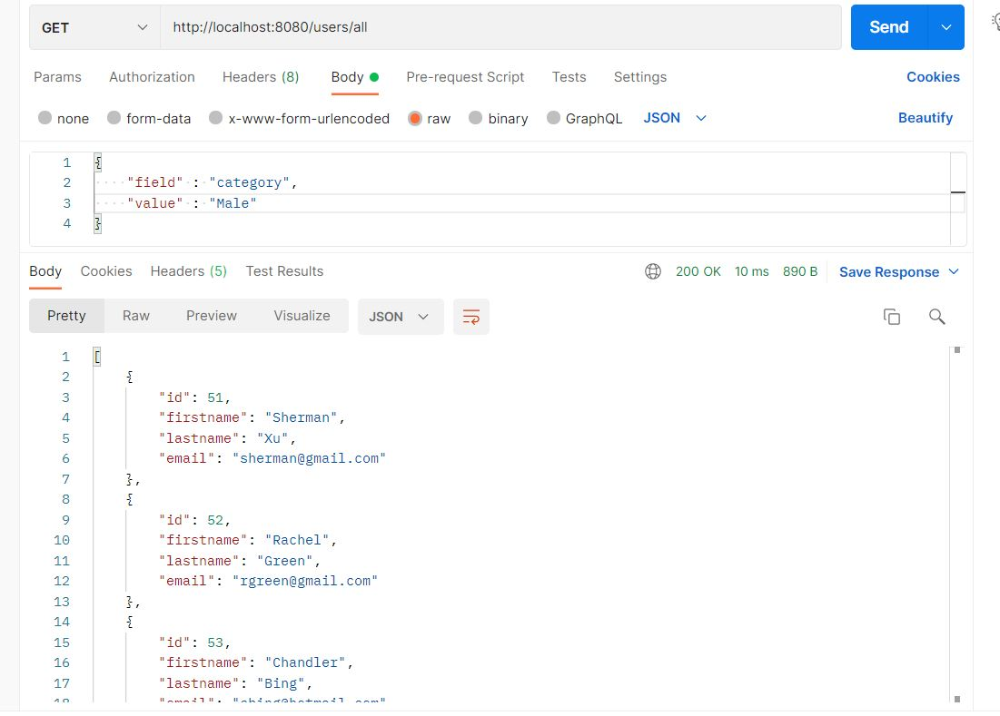 GET http://localhost:8080/users/all Send
Params Authorization Headers (8) Body Pre-request Script Tests Settings Cookies
none form-data x-www-form-urlencoded raw binary GraphQL JSON Beautify
1 {
2 "field" : "category",
3 "value" : "Male"
4 }
Body Cookies Headers (5) Test Results 200 OK 10 ms 890 B Save Response
Pretty Raw Preview Visualize JSON
1 [
2 {
3 "id": 51,
4 "firstname": "Sherman",
5 "lastname": "Xu",
6 "email": "sherman@gmail.com"
7 },
8 {
9 "id": 52,
10 "firstname": "Rachel",
11 "lastname": "Green",
12 "email": "rgreen@gmail.com"
13 },
14 {
15 "id": 53,
16 "firstname": "Chandler",
17 "lastname": "Bing",
18 "email": "cbing@hotmail.com"